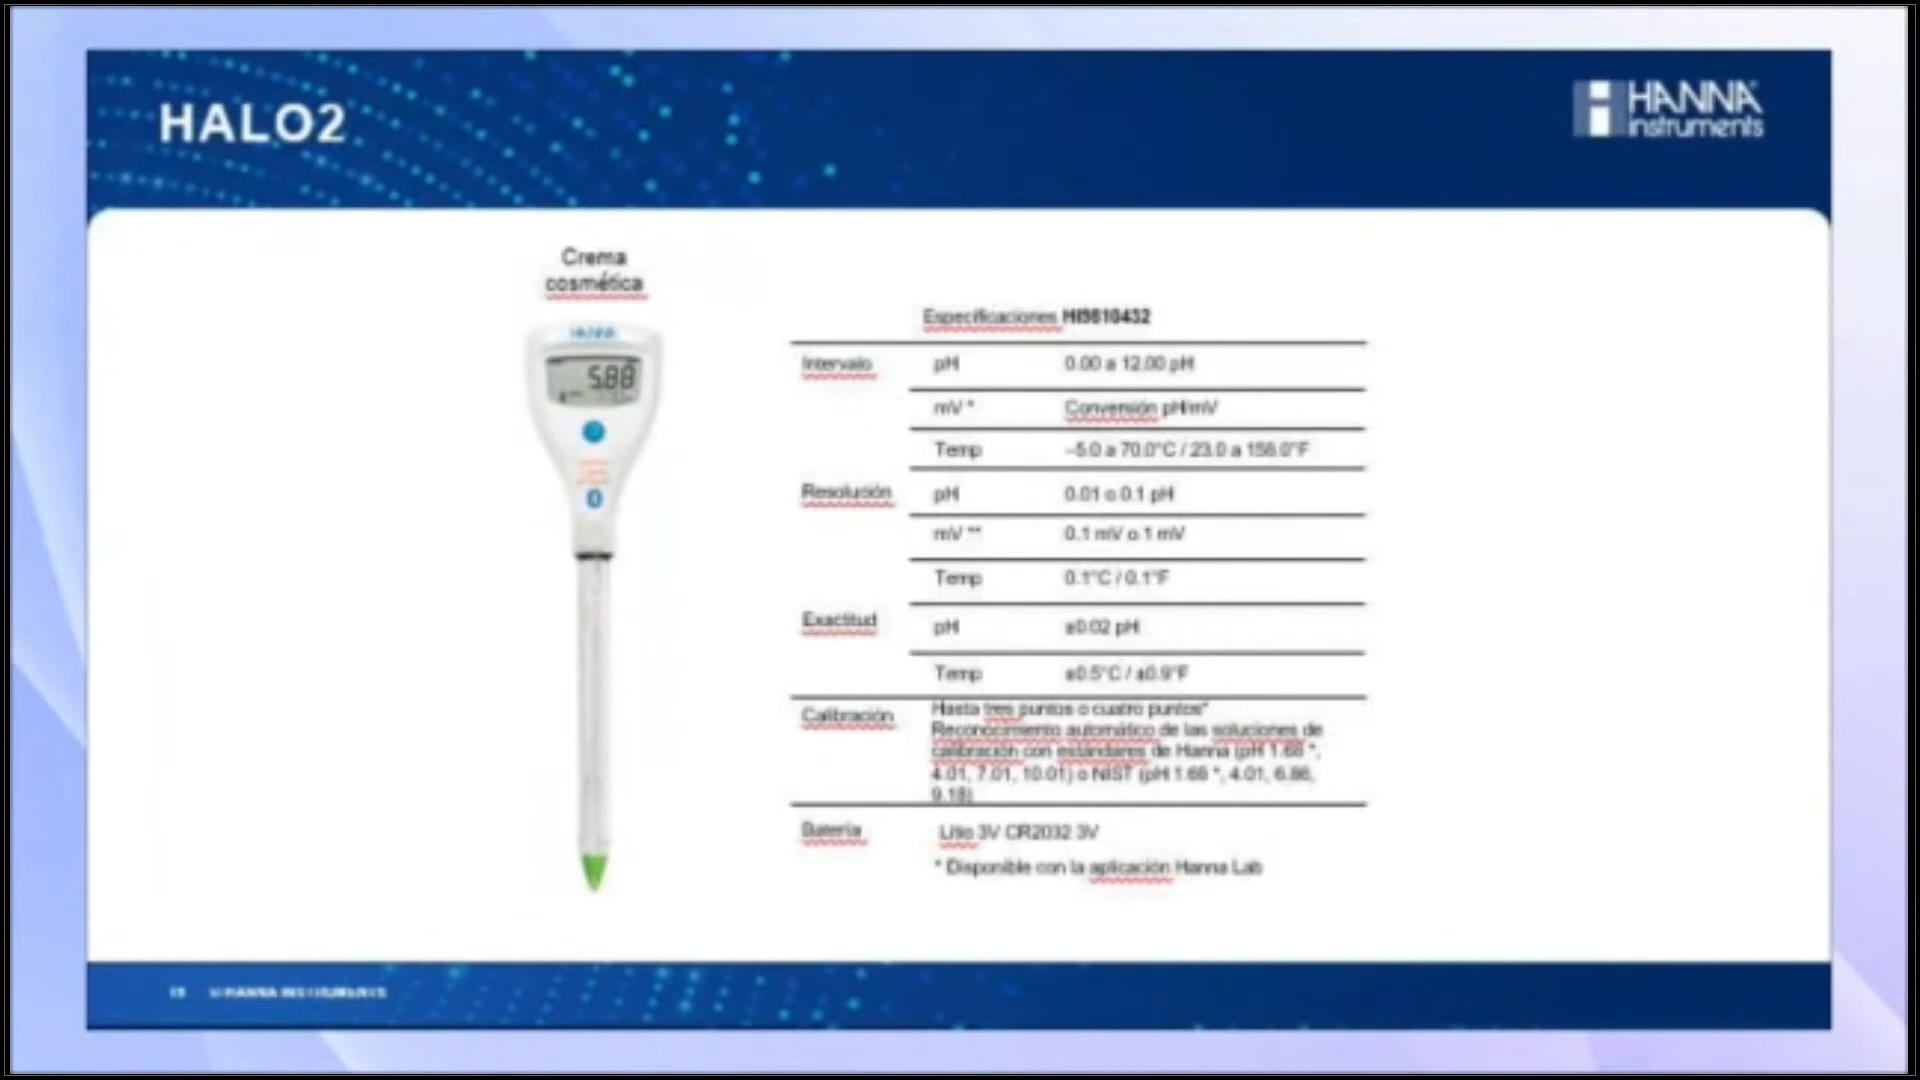 HALO2
HANNA
instruments
Crema
cosmética
HANNA
5.88
Especificaciones HI9810432
Intervalo pH 0.00 a 12.00 pH
mV * Conversión pH/mV
Temp –5.0 a 70.0°C / 23.0 a 158.0°F
Resolución pH 0.01 o 0.1 pH
mV ** 0.1 mV o 1 mV
Temp 0.1°C / 0.1°F
Exactitud pH ±0.02 pH
Temp ±0.5°C / ±0.9°F
Calibración Hasta tres puntos o cuatro puntos*
Reconocimiento automático de las soluciones de
calibración con estándares de Hanna (pH 1.68 *,
4.01, 7.01, 10.01) o NIST (pH 1.68 *, 4.01, 6.86,
9.18)
Batería Litio 3V CR2032 3V
* Disponible con la aplicación Hanna Lab
HANNA INSTRUMENTS